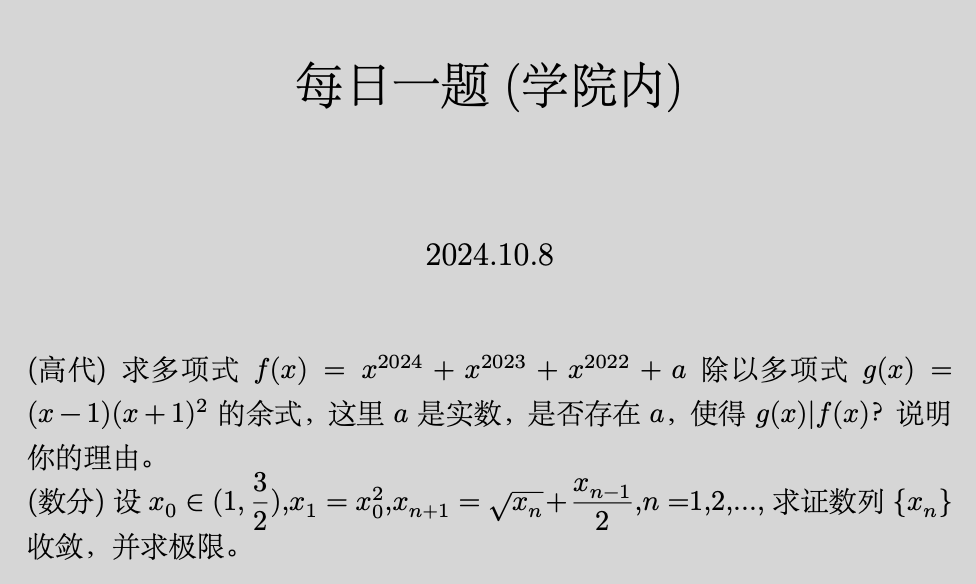 每日一题 (学院内)
2024.10.8
(高代) 求多项式 f(x) = x^2024 + x^2023 + x^2022 + a 除以多项式 g(x) =
(x − 1)(x + 1)^2 的余式，这里 a 是实数，是否存在 a，使得 g(x)|f(x)? 说明
你的理由。
(数分) 设 x_0 ∈ (1, 3/2),x_1 = x_0^2,x_{n+1} = √x_n + x_{n−1}/2,n =1,2,..., 求证数列 {x_n}
收敛，并求极限。